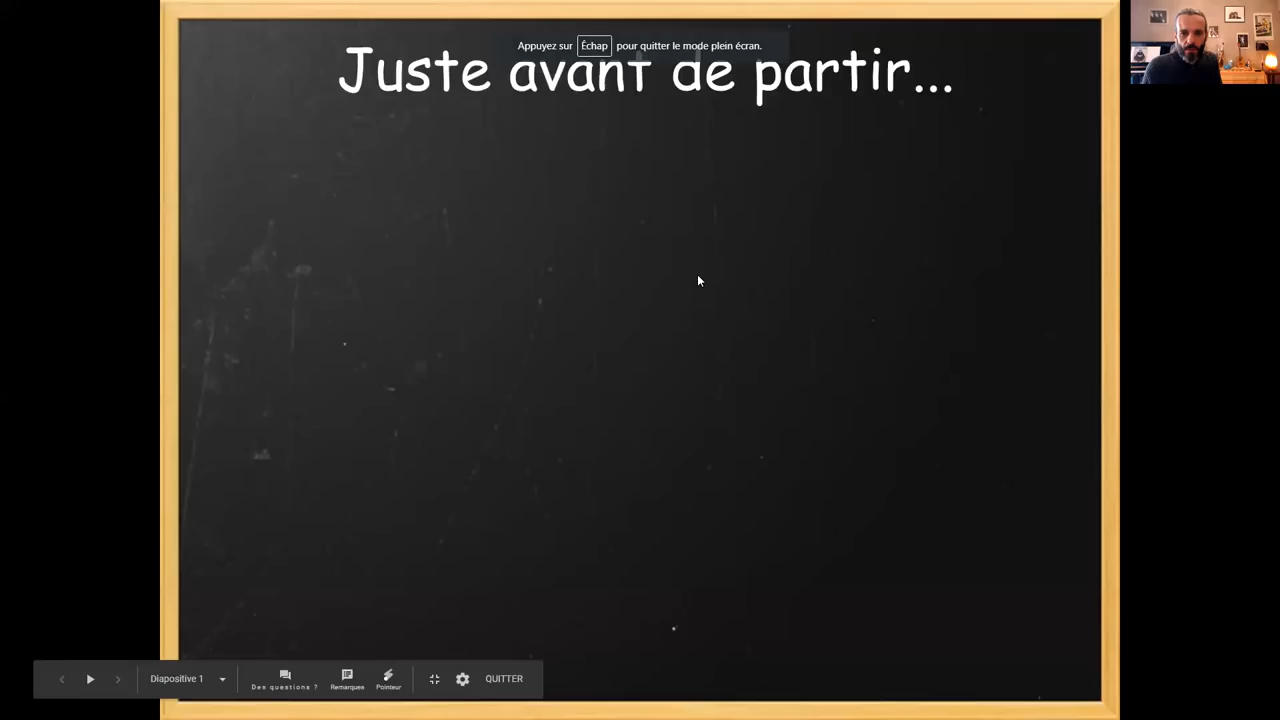 Appuyez sur Échap pour quitter le mode plein écran.
Juste avant de partir...
Diapositive 1
Des questions ?
Remarques
Pointeur
QUITTER